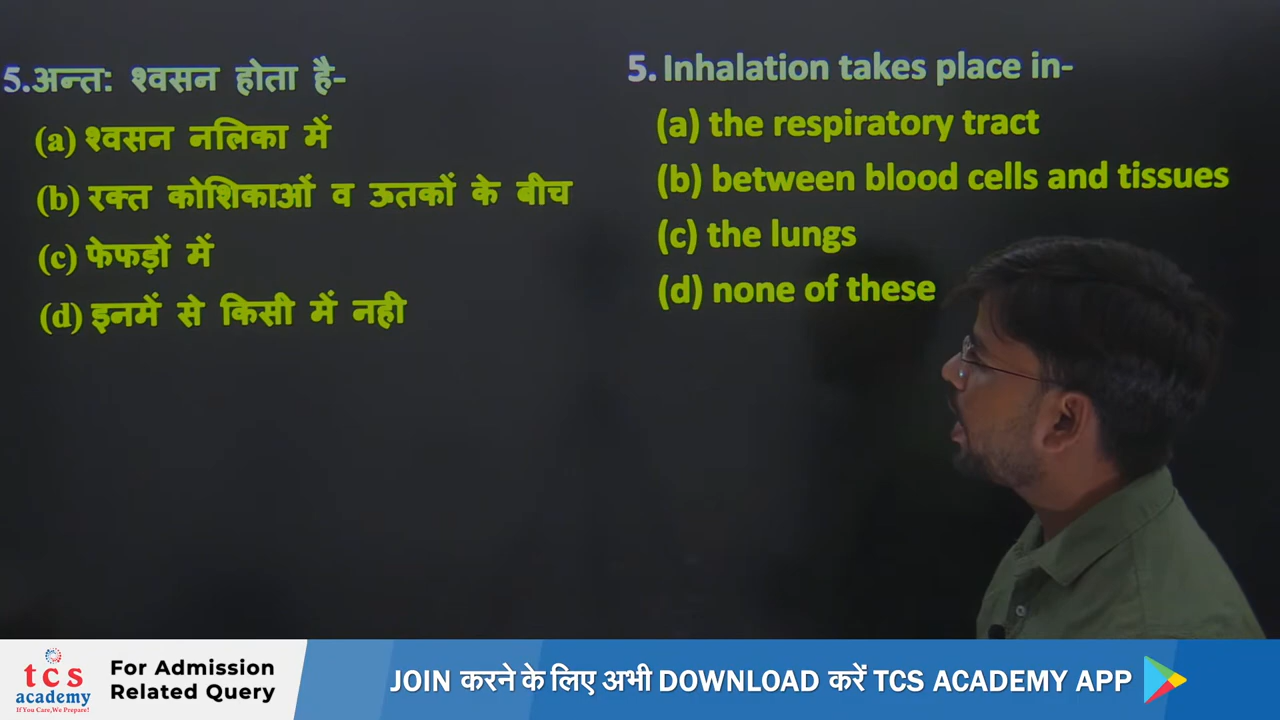 5.अन्त: श्वसन होता है-
(a) श्वसन नलिका में
(b) रक्त कोशिकाओं व ऊतकों के बीच
(c) फेफड़ों में
(d) इनमें से किसी में नही
5. Inhalation takes place in-
(a) the respiratory tract
(b) between blood cells and tissues
(c) the lungs
(d) none of these
tcs
academy
If You Care,We Prepare!
For Admission
Related Query
JOIN करने के लिए अभी DOWNLOAD करें TCS ACADEMY APP